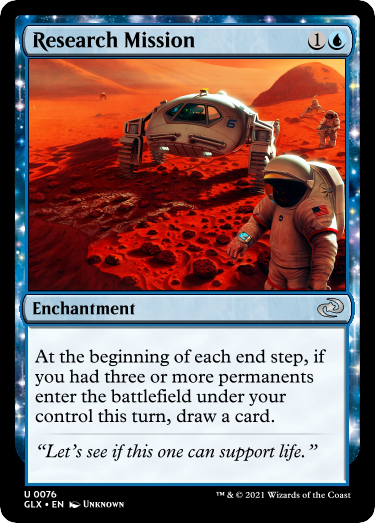 Research Mission 1
6
Enchantment
At the beginning of each end step, if
you had three or more permanents
enter the battlefield under your
control this turn, draw a card.
“Let’s see if this one can support life.”
U 0076
GLX • EN Unknown
™ & © 2021 Wizards of the Coast